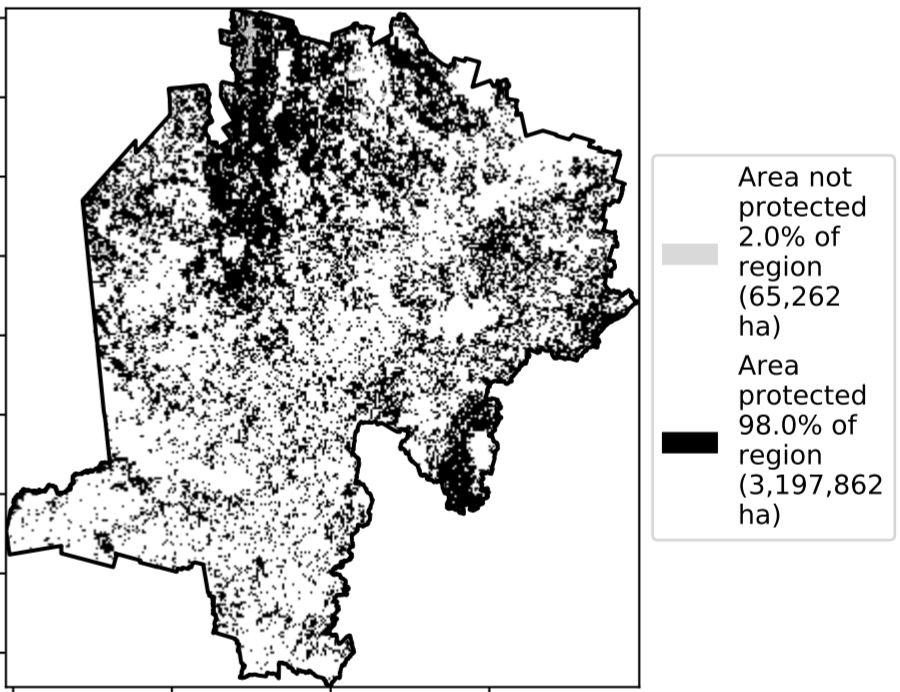 Area not
protected
2.0% of
region
(65,262
ha)
Area
protected
98.0% of
region
(3,197,862
ha)